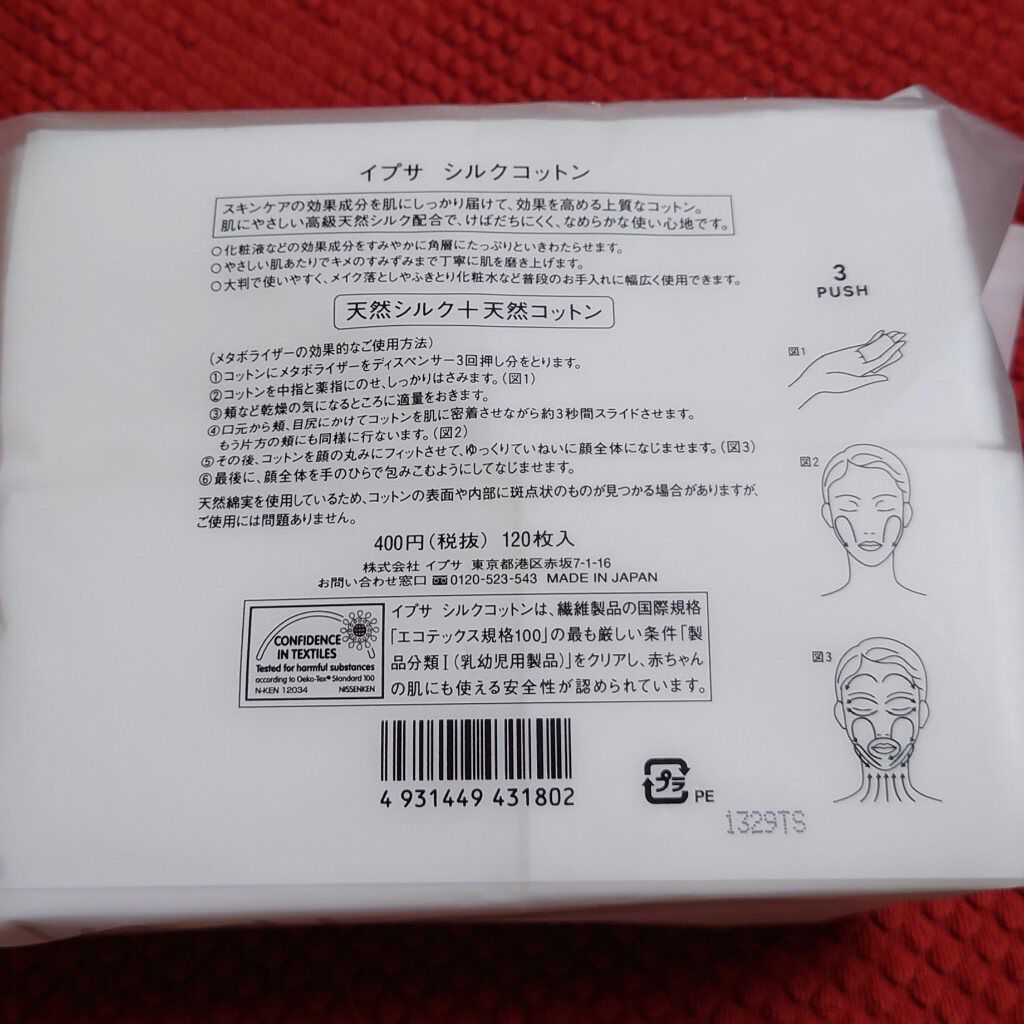 イプサ シルクコットン
スキンケアの効果成分を肌にしっかり届けて、効果を高める上質なコットン。
肌にやさしい高級天然シルク配合で、けばだちにくく、なめらかな使い心地です。
○化粧液などの効果成分をすみやかに角層にたっぷりといきわたらせます。
○やさしい肌あたりでキメのすみずみまで丁寧に肌を磨き上げます。
○大判で使いやすく、メイク落としやふきとり化粧水など普段のお手入れに幅広く使用できます。
天然シルク＋天然コットン
(メタボライザーの効果的なご使用方法)
①コットンにメタボライザーをディスペンサー3回押し分をとります。
②コットンを中指と薬指にのせ、しっかりはさみます。(図1)
③頬など乾燥の気になるところに適量をおきます。
④口元から頬、目尻にかけてコットンを肌に密着させながら約3秒間スライドさせます。
もう片方の頬にも同様に行ないます。(図2)
⑤その後、コットンを顔の丸みにフィットさせて、ゆっくりていねいに顔全体になじませます。(図3)
⑥最後に、顔全体を手のひらで包みこむようにしてなじませます。
天然綿実を使用しているため、コットンの表面や内部に斑点状のものが見つかる場合がありますが、
ご使用には問題ありません。
400円(税抜) 120枚入
株式会社 イプサ 東京都港区赤坂7-1-16
お問い合わせ窓口 0120-523-543 MADE IN JAPAN
CONFIDENCE
IN TEXTILES
Tested for harmful substances
according to Oeko-Tex® Standard 100
N-KEN 12034 NISSENKEN
イプサ シルクコットンは、繊維製品の国際規格
「エコテックス規格100」の最も厳しい条件「製
品分類Ⅰ(乳幼児用製品)」をクリアし、赤ちゃん
の肌にも使える安全性が認められています。
4 931449 431802
プラ
PE
1329TS
3
PUSH
図1
図2
図3